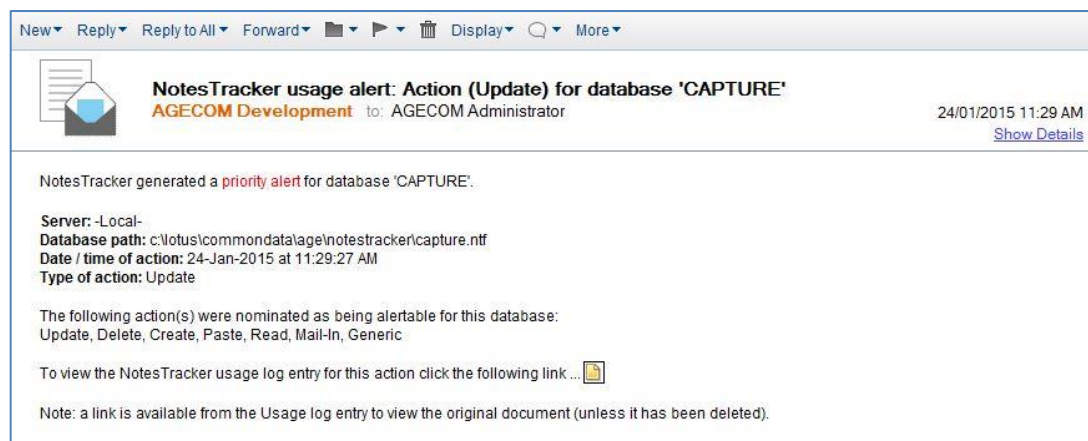 New Reply Reply to All Forward Display More
NotesTracker usage alert: Action (Update) for database 'CAPTURE'
AGECOM Development to: AGECOM Administrator
24/01/2015 11:29 AM
Show Details
NotesTracker generated a priority alert for database 'CAPTURE'.
Server: -Local-
Database path: c:\lotus\commondata\age\notestracker\capture.ntf
Date / time of action: 24-Jan-2015 at 11:29:27 AM
Type of action: Update
The following action(s) were nominated as being alertable for this database:
Update, Delete, Create, Paste, Read, Mail-In, Generic
To view the NotesTracker usage log entry for this action click the following link ...
Note: a link is available from the Usage log entry to view the original document (unless it has been deleted).